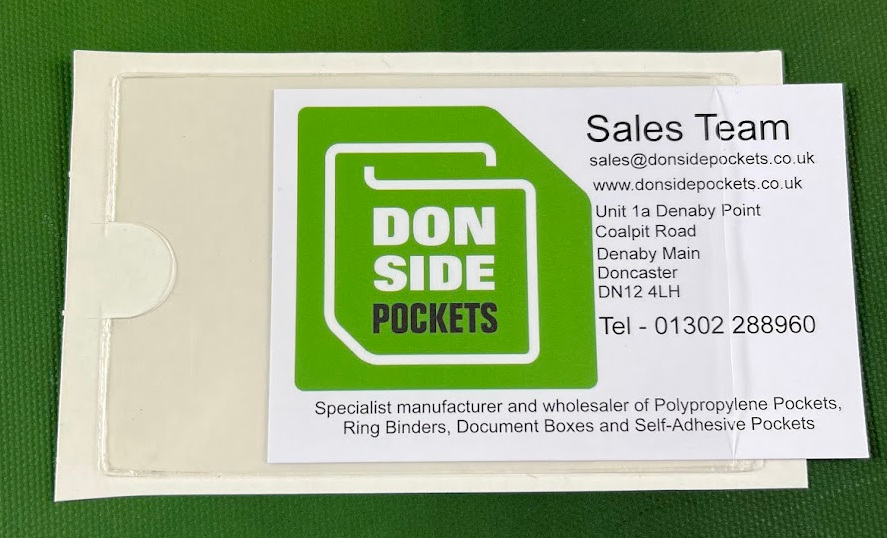 DON
SIDE
POCKETS
Sales Team
sales@donsidepockets.co.uk
www.donsidepockets.co.uk
Unit 1a Denaby Point
Coalpit Road
Denaby Main
Doncaster
DN12 4LH
Tel - 01302 288960
Specialist manufacturer and wholesaler of Polypropylene Pockets,
Ring Binders, Document Boxes and Self-Adhesive Pockets